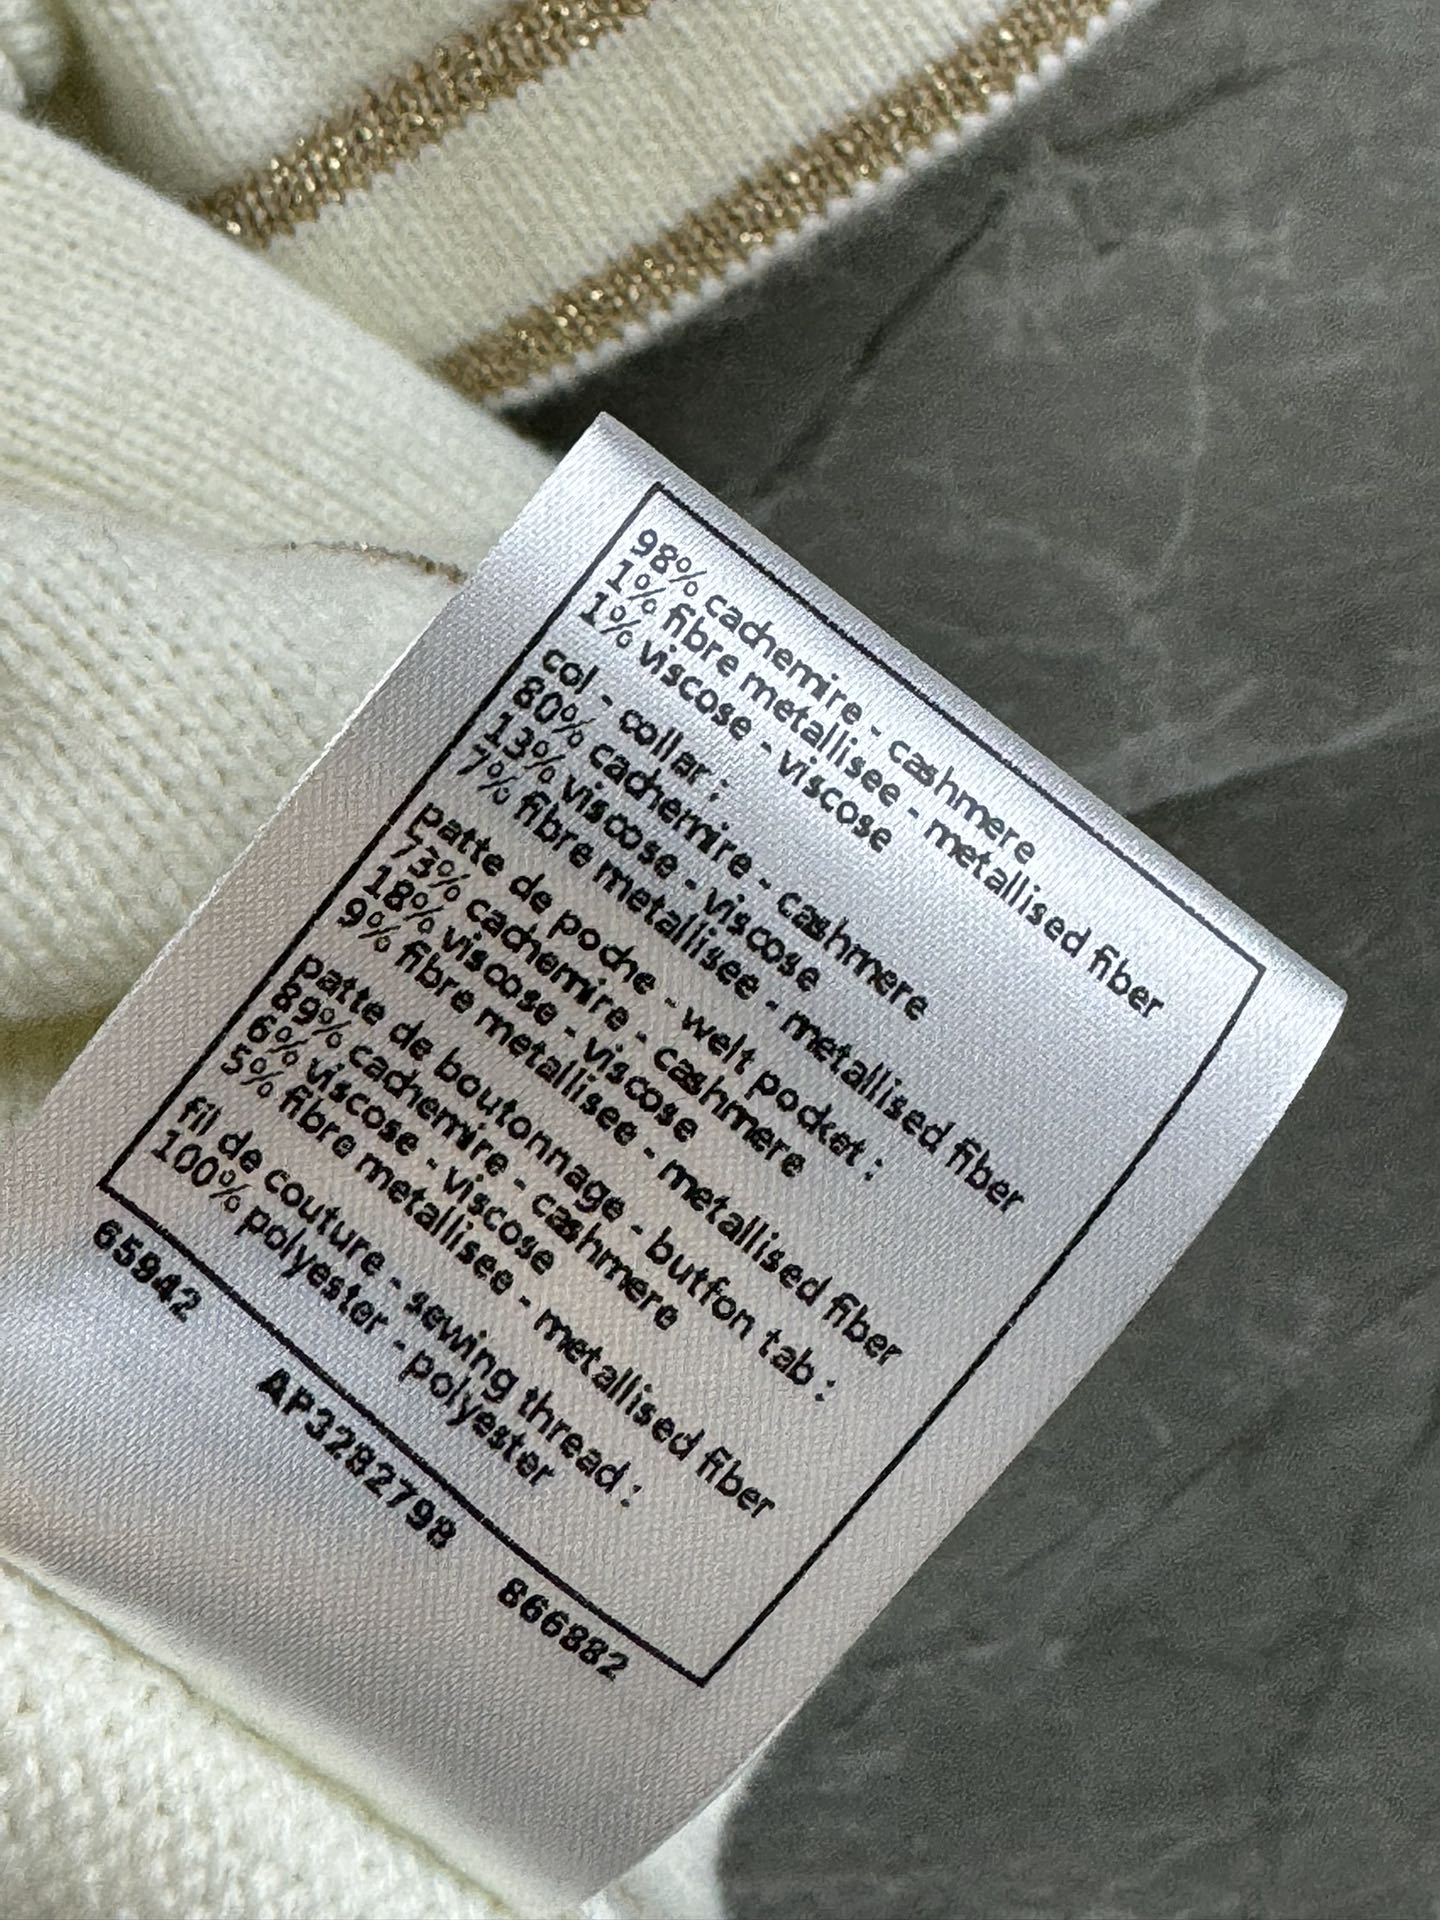 98% cachemire - cashmere
1% fibre metallisee - metallised fiber
1% viscose - viscose
col - collar :
80% cachemire - cashmere
13% viscose - viscose
7% fibre metallisee - metallised fiber
patte de poche - welt pocket :
73% cachemire - cashmere
18% viscose - viscose
9% fibre metallisee - metallised fiber
patte de boutonnage - butfon tab :
89% cachemire - cashmere
6% viscose - viscose
5% fibre metallisee - metallised fiber
fil de couture - sewing thread :
100% polyester - polyester
65942 AP3282798 866882